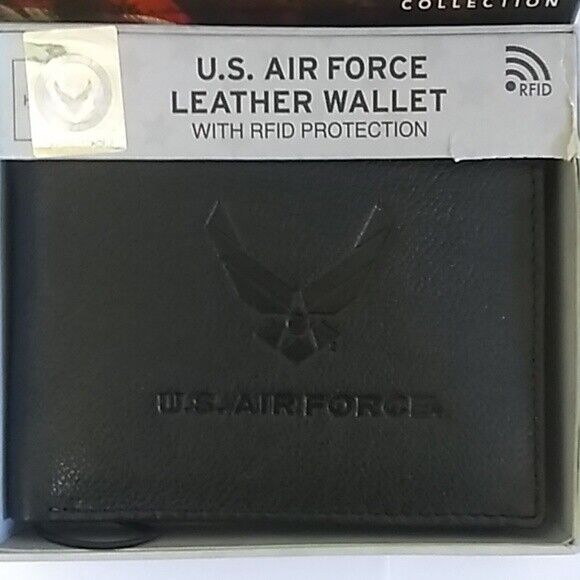 COLLECTION
U.S. AIR FORCE
LEATHER WALLET
WITH RFID PROTECTION
RFID
U.S. AIR FORCE